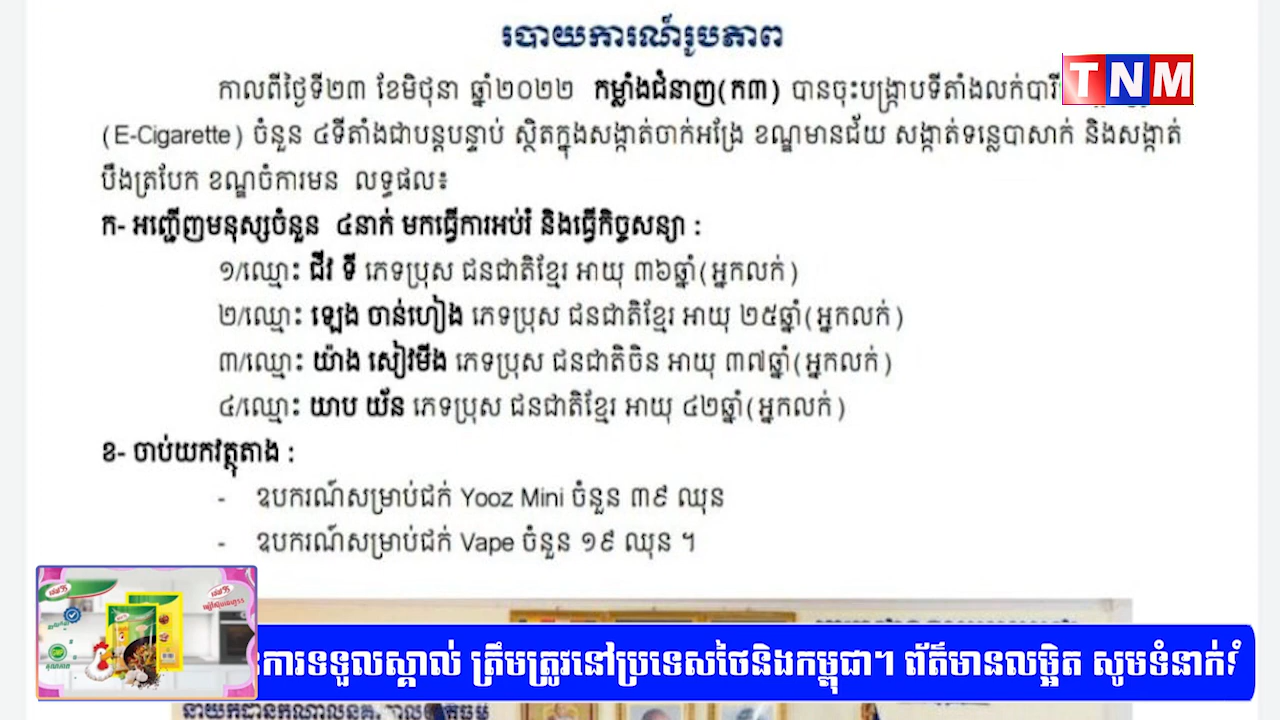 របាយការណ៍រូបភាព
កាលពីថ្ងៃទី២៣ ខែមិថុនា ឆ្នាំ២០២២ កម្លាំងជំនាញ(ក៣) បានចុះបង្ក្រាបទីតាំងលក់បារី
TNM
(E-Cigarette) ចំនួន ៤ទីតាំងជាបន្តបន្ទាប់ ស្ថិតក្នុងសង្កាត់ចាក់អង្រែ ខណ្ឌមានជ័យ សង្កាត់ទន្លេបាសាក់ និងសង្កាត់
បឹងត្របែក ខណ្ឌចំការមន លទ្ធផល៖
ក- អញ្ជើញមនុស្សចំនួន ៤នាក់ មកធ្វើការអប់រំ និងធ្វើកិច្ចសន្យា :
១/ឈ្មោះ ជីវ ទី ភេទប្រុស ជនជាតិខ្មែរ អាយុ ៣៦ឆ្នាំ(អ្នកលក់)
២/ឈ្មោះ ឡេង ចាន់ហៀង ភេទប្រុស ជនជាតិខ្មែរ អាយុ ២៥ឆ្នាំ(អ្នកលក់)
៣/ឈ្មោះ យ៉ាង សៀវមីង ភេទប្រុស ជនជាតិចិន អាយុ ៣៧ឆ្នាំ(អ្នកលក់)
៤/ឈ្មោះ យាប យ័ន ភេទប្រុស ជនជាតិខ្មែរ អាយុ ៤២ឆ្នាំ(អ្នកលក់)
ខ- ចាប់យកវត្ថុតាង :
- ឧបករណ៍សម្រាប់ជក់ Yooz Mini ចំនួន ៣៩ ឈុន
- ឧបករណ៍សម្រាប់ជក់ Vape ចំនួន ១៩ ឈុន ។
ការទទួលស្គាល់ ត្រឹមត្រូវនៅប្រទេសថៃនិងកម្ពុជា។ ព័ត៌មានលម្អិត សូមទំនាក់